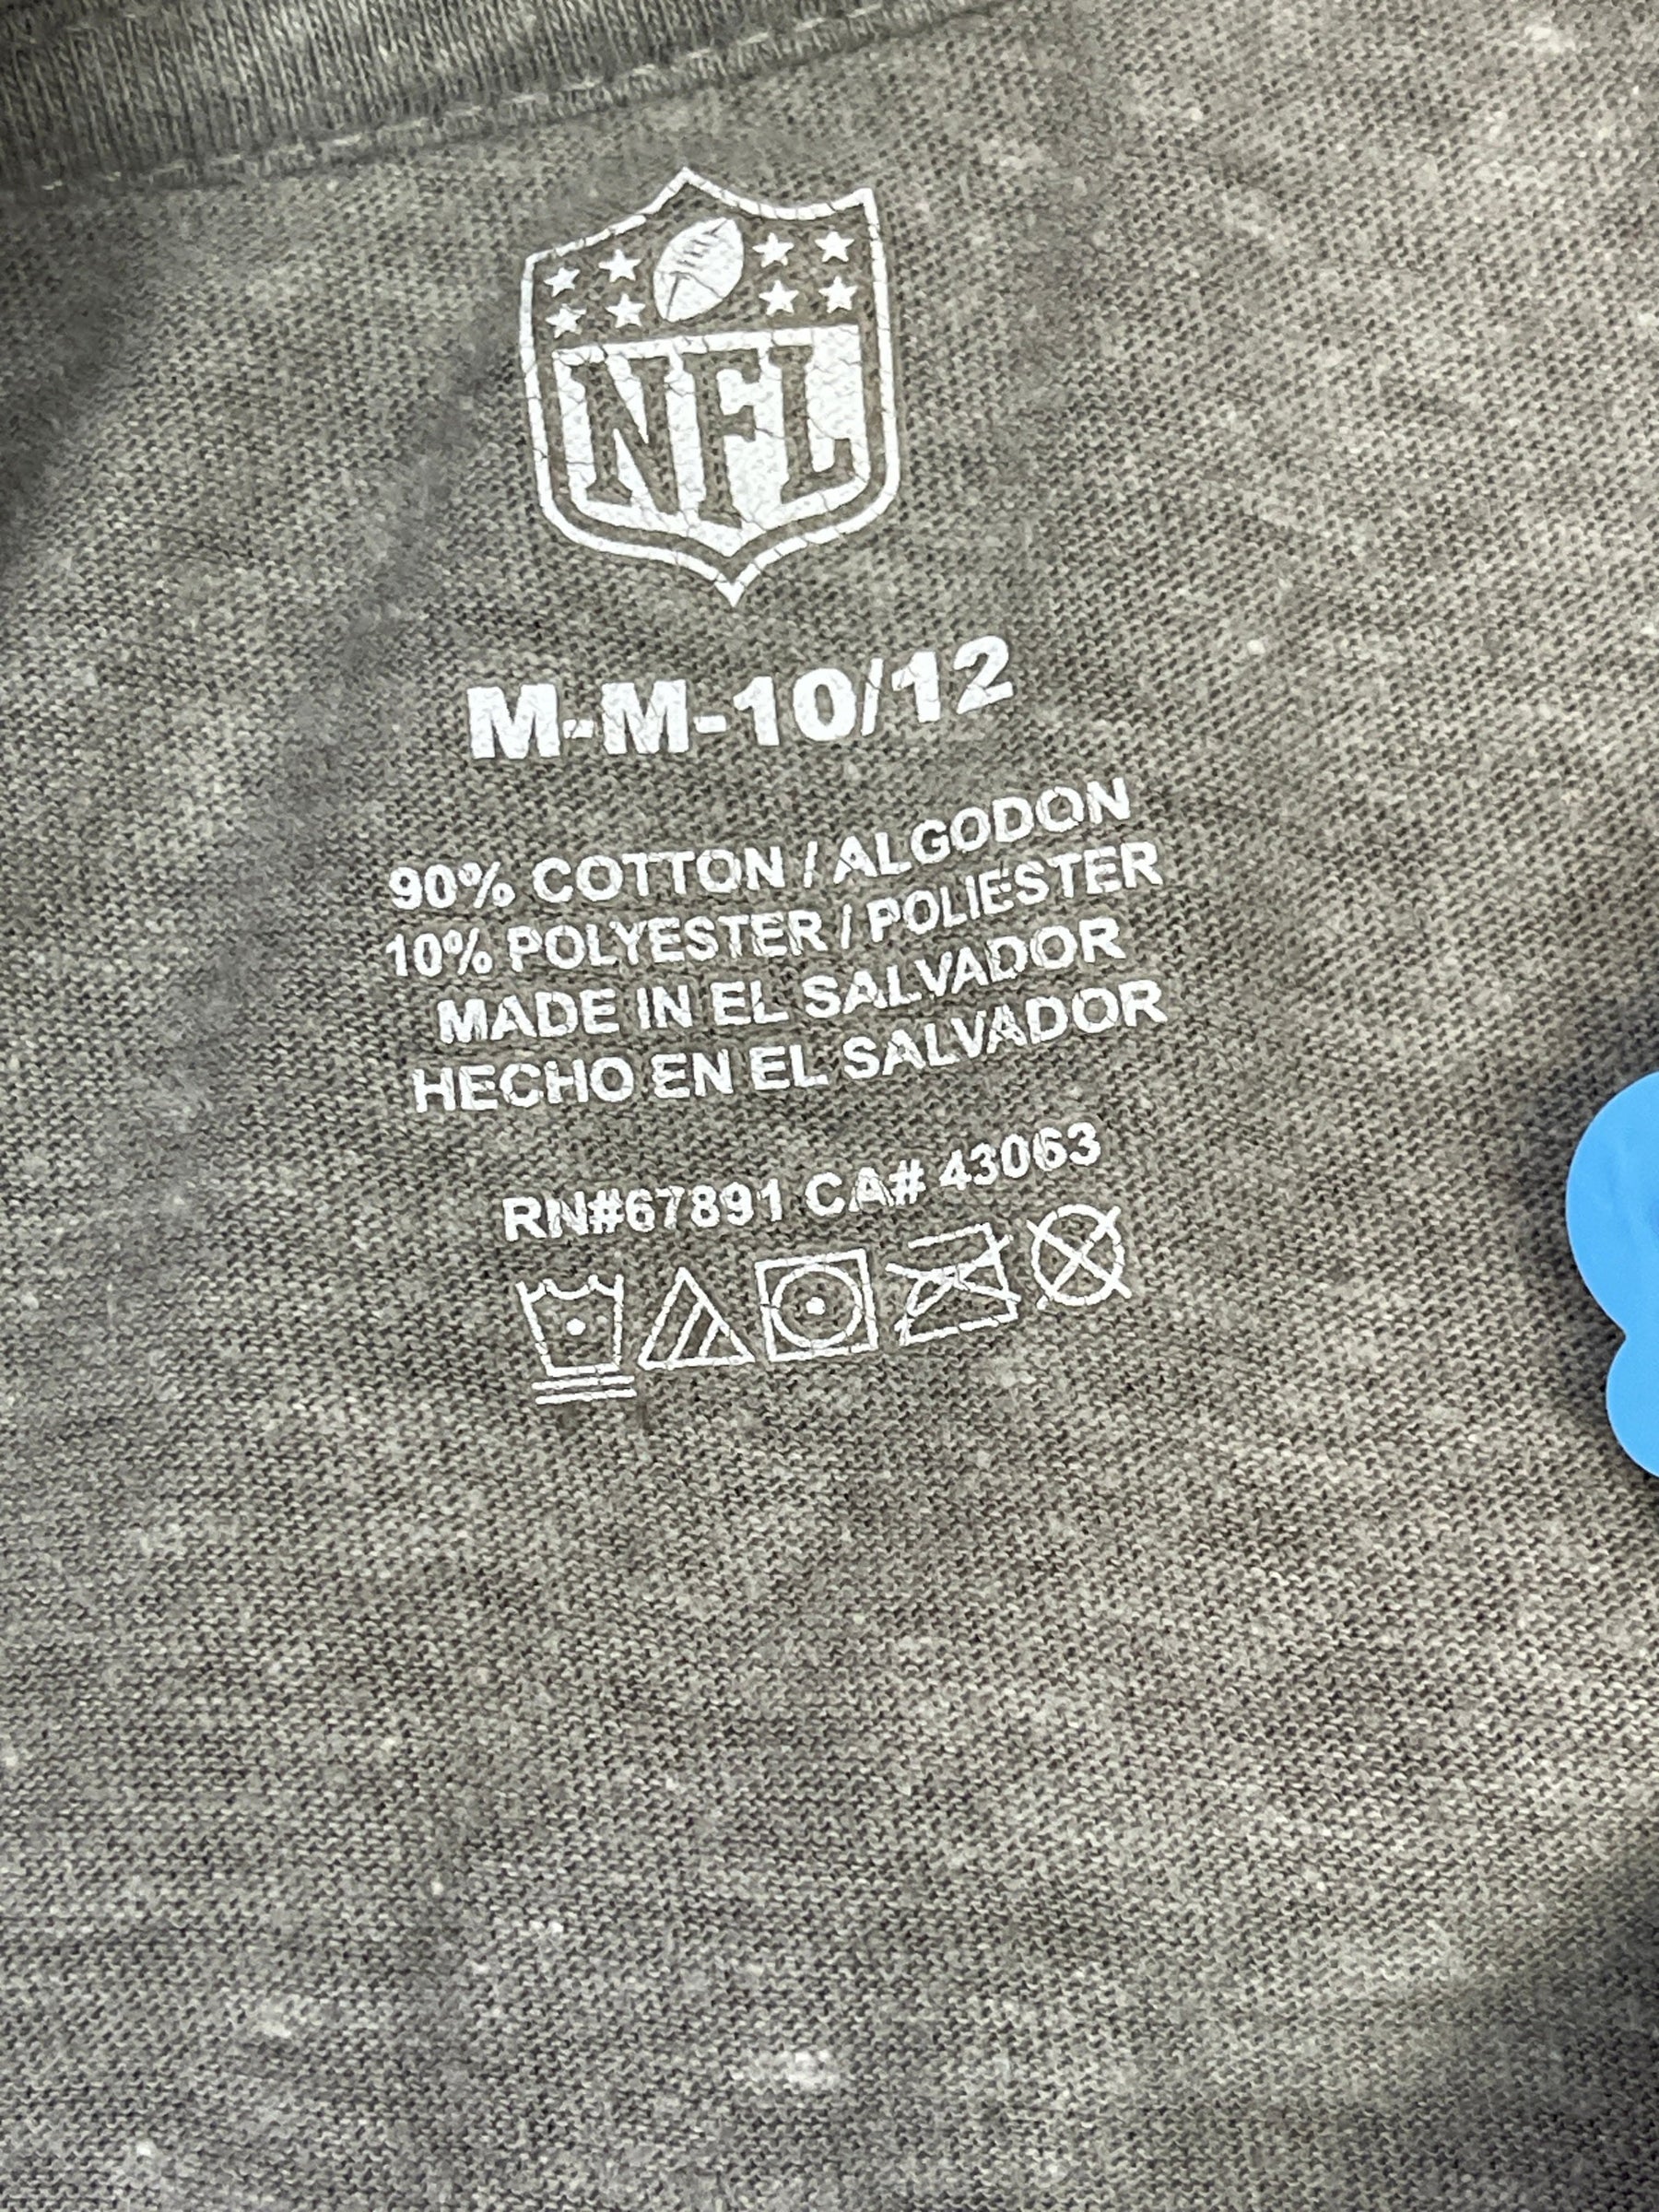 NFL
M-M-10/12
90% COTTON / ALGODON
10% POLYESTER / POLIESTER
MADE IN EL SALVADOR
HECHO EN EL SALVADOR
RN#67891 CA# 43063